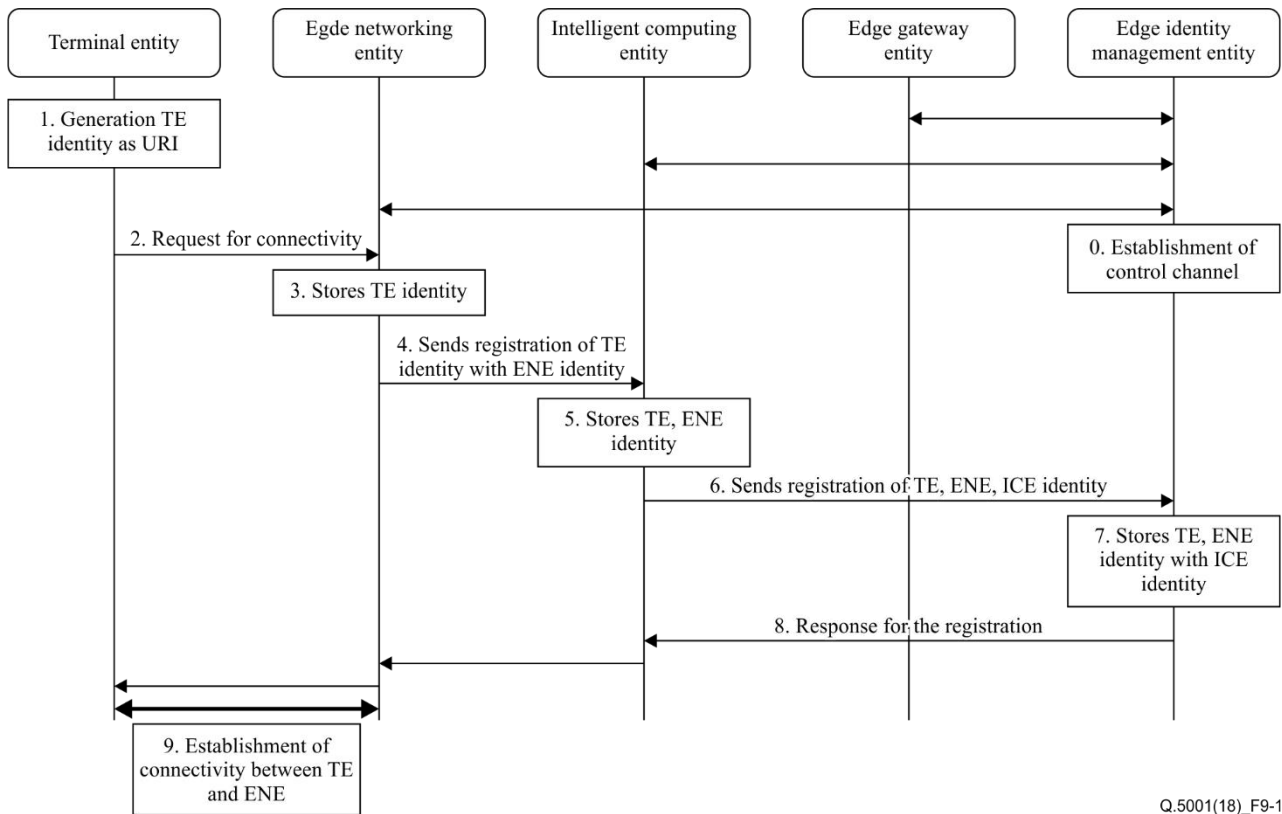 Terminal entity
Egde networking
entity
Intelligent computing
entity
Edge gateway
entity
Edge identity
management entity
1. Generation TE
identity as URI
2. Request for connectivity
0. Establishment of
control channel
3. Stores TE identity
4. Sends registration of TE
identity with ENE identity
5. Stores TE, ENE
identity
6. Sends registration of TE, ENE, ICE identity
7. Stores TE, ENE
identity with ICE
identity
8. Response for the registration
9. Establishment of
connectivity between TE
and ENE
Q.5001(18)_F9-1